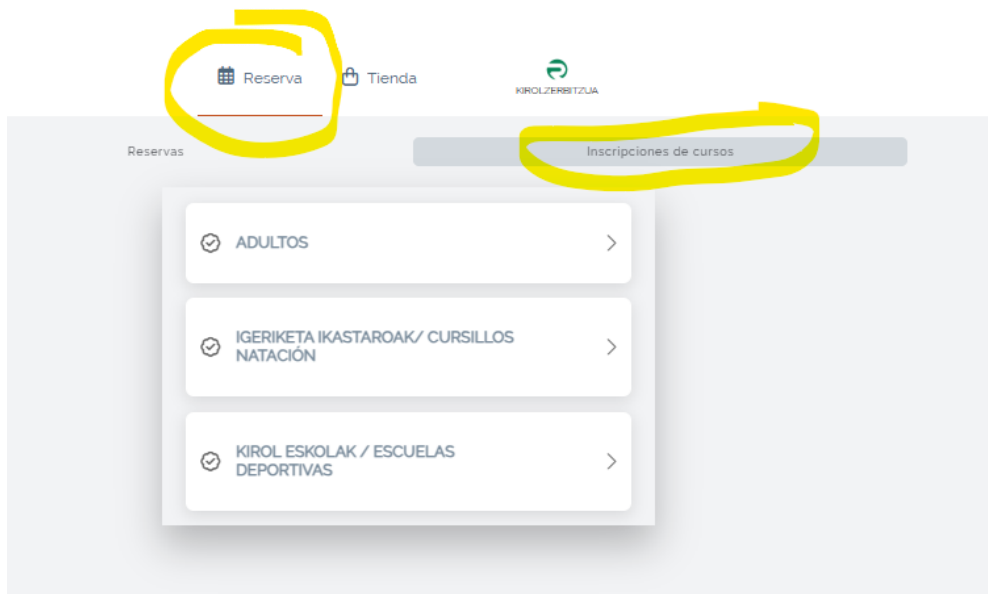 Reserva
Tienda
KIROLZERBITZUA
Reservas
Inscripciones de cursos
ADULTOS
IGERIKETA IKASTAROAK/ CURSILLOS
NATACIÓN
KIROL ESKOLAK / ESCUELAS
DEPORTIVAS